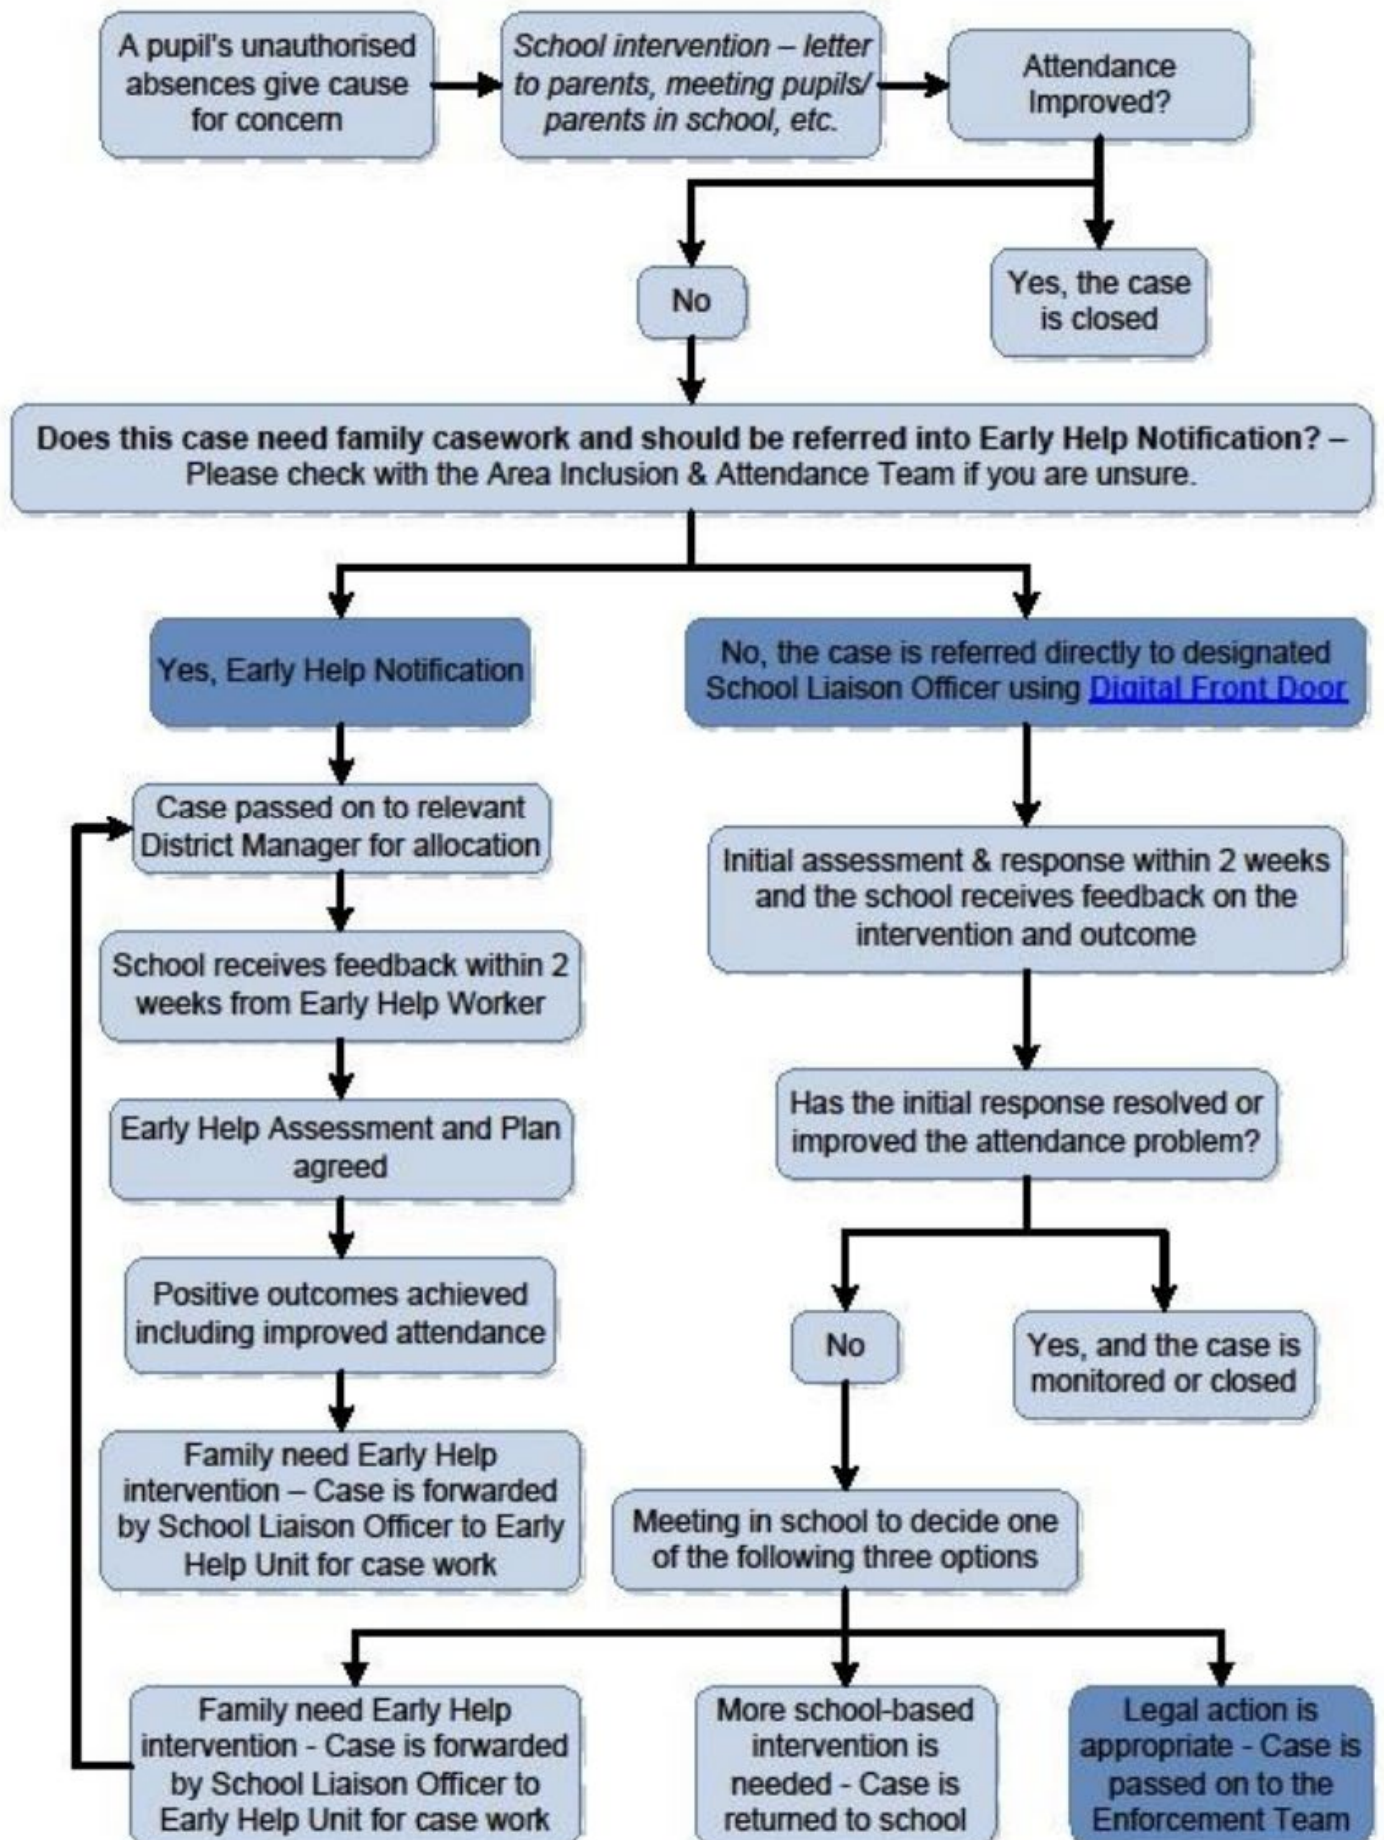 A pupil's unauthorised
absences give cause
for concern
School intervention – letter
to parents, meeting pupils/
parents in school, etc.
Attendance
Improved?
No
Yes, the case
is closed
Does this case need family casework and should be referred into Early Help Notification? –
Please check with the Area Inclusion & Attendance Team if you are unsure.
Yes, Early Help Notification
No, the case is referred directly to designated
School Liaison Officer using Digital Front Door
Case passed on to relevant
District Manager for allocation
School receives feedback within 2
weeks from Early Help Worker
Early Help Assessment and Plan
agreed
Positive outcomes achieved
including improved attendance
Family need Early Help
intervention – Case is forwarded
by School Liaison Officer to Early
Help Unit for case work
Initial assessment & response within 2 weeks
and the school receives feedback on the
intervention and outcome
Has the initial response resolved or
improved the attendance problem?
No
Yes, and the case is
monitored or closed
Meeting in school to decide one
of the following three options
Family need Early Help
intervention - Case is forwarded
by School Liaison Officer to
Early Help Unit for case work
More school-based
intervention is
needed - Case is
returned to school
Legal action is
appropriate - Case is
passed on to the
Enforcement Team